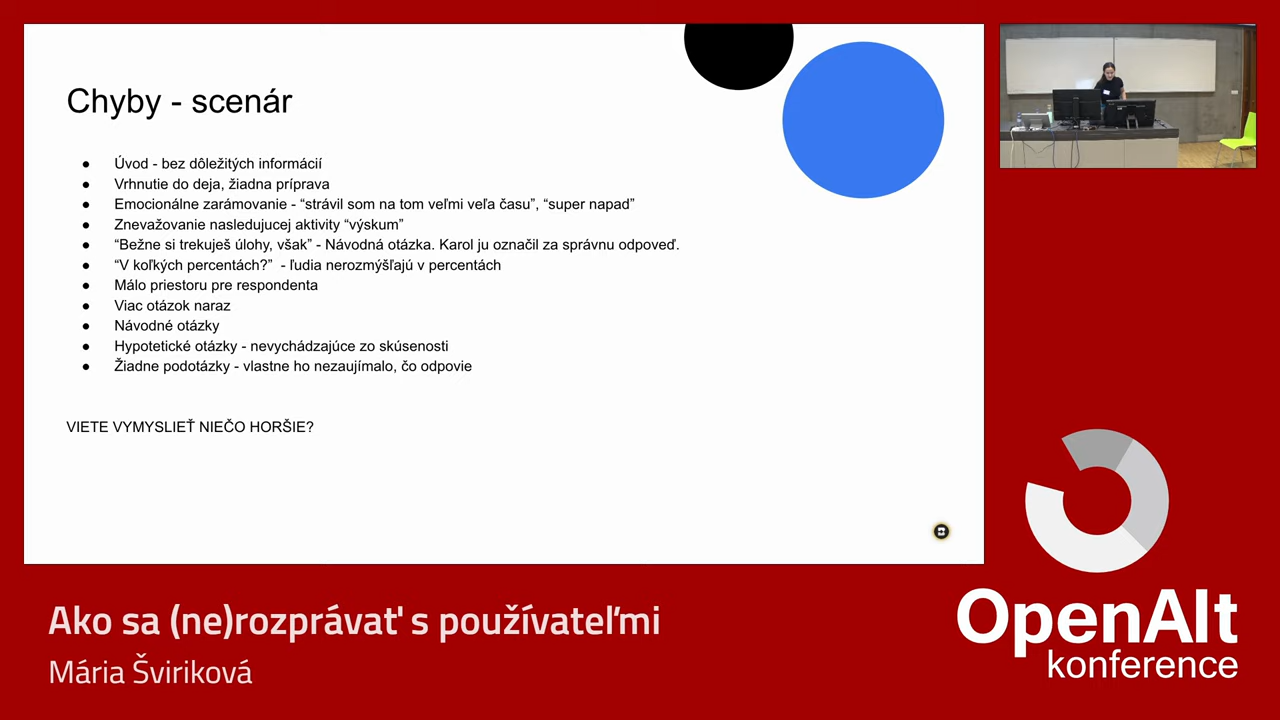 Chyby - scenár
● Úvod - bez dôležitých informácií
● Vrhnutie do deja, žiadna príprava
● Emocionálne zarámovanie - “strávil som na tom veľmi veľa času”, “super napad”
● Znevažovanie nasledujucej aktivity “výskum”
● “Bežne si trekuješ úlohy, však” - Návodná otázka. Karol ju označil za správnu odpoveď.
● “V koľkých percentách?” - ľudia nerozmýšľajú v percentách
● Málo priestoru pre respondenta
● Viac otázok naraz
● Návodné otázky
● Hypotetické otázky - nevychádzajúce zo skúsenosti
● Žiadne podotázky - vlastne ho nezaujímalo, čo odpovie
VIETE VYMYSLIEŤ NIEČO HORŠIE?
Ako sa (ne)rozprávať s používateľmi
Mária Šviriková
OpenAlt
konference